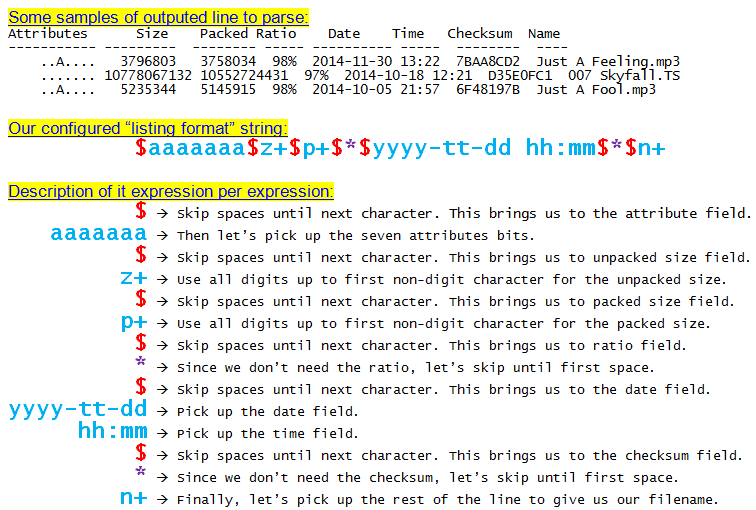 Some samples of outputed line to parse:
Attributes      Size    Packed Ratio    Date    Time   Checksum  Name
----------- ---------- -------- ----- ---------- -----  --------  ----
    ..A....   3796803   3758034  98%  2014-11-30 13:22  7BAA8CD2  Just A Feeling.mp3
    ....... 10778067132 10552724431  97%  2014-10-18 12:21  D35E0FC1  007 Skyfall.TS
    ..A....   5235344   5145915  98%  2014-10-05 21:57  6F48197B  Just A Fool.mp3
Our configured “listing format” string:
$aaaaaaa$z+$p+$*$yyyy-tt-dd hh:mm$*$n+
Description of it expression per expression:
$ → Skip spaces until next character. This brings us to the attribute field.
aaaaaaa → Then let’s pick up the seven attributes bits.
$ → Skip spaces until next character. This brings us to unpacked size field.
z+ → Use all digits up to first non-digit character for the unpacked size.
$ → Skip spaces until next character. This brings us to packed size field.
p+ → Use all digits up to first non-digit character for the packed size.
$ → Skip spaces until next character. This brings us to ratio field.
* → Since we don’t need the ratio, let’s skip until first space.
$ → Skip spaces until next character. This brings us to the date field.
yyyy-tt-dd → Pick up the date field.
hh:mm → Pick up the time field.
$ → Skip spaces until next character. This brings us to the checksum field.
* → Since we don’t need the checksum, let’s skip until first space.
n+ → Finally, let’s pick up the rest of the line to give us our filename.